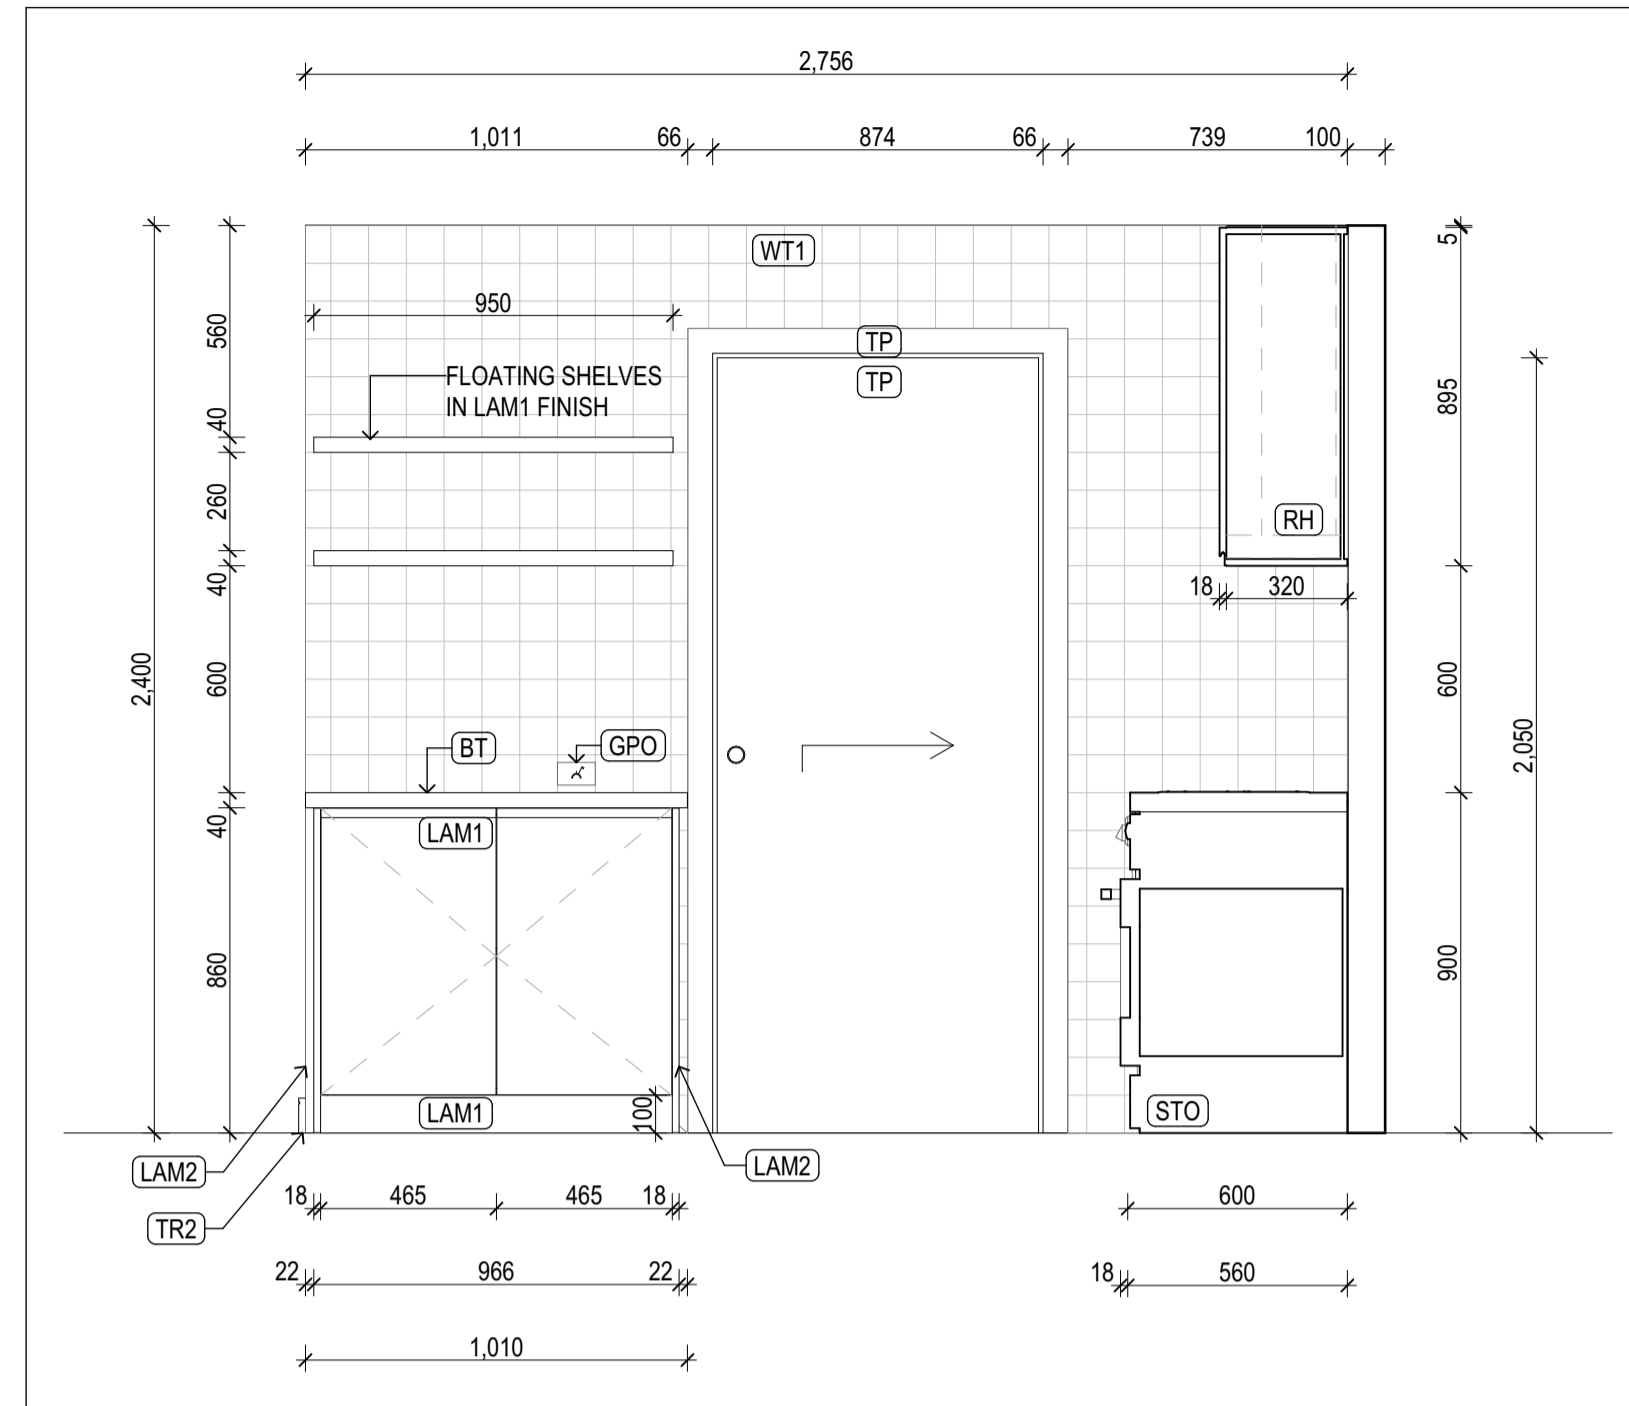 2,756
1,011 66 874 66 739 100
WT1
5
950
560
TP
TP
FLOATING SHELVES
IN LAM1 FINISH
895
40
260
RH
40
18 320
2,400
600
600
2,050
BT
GPO
40
LAM1
860
900
LAM1
100
STO
LAM2
LAM2
18 465 465 18
600
TR2
22 966 22
18 560
1,010